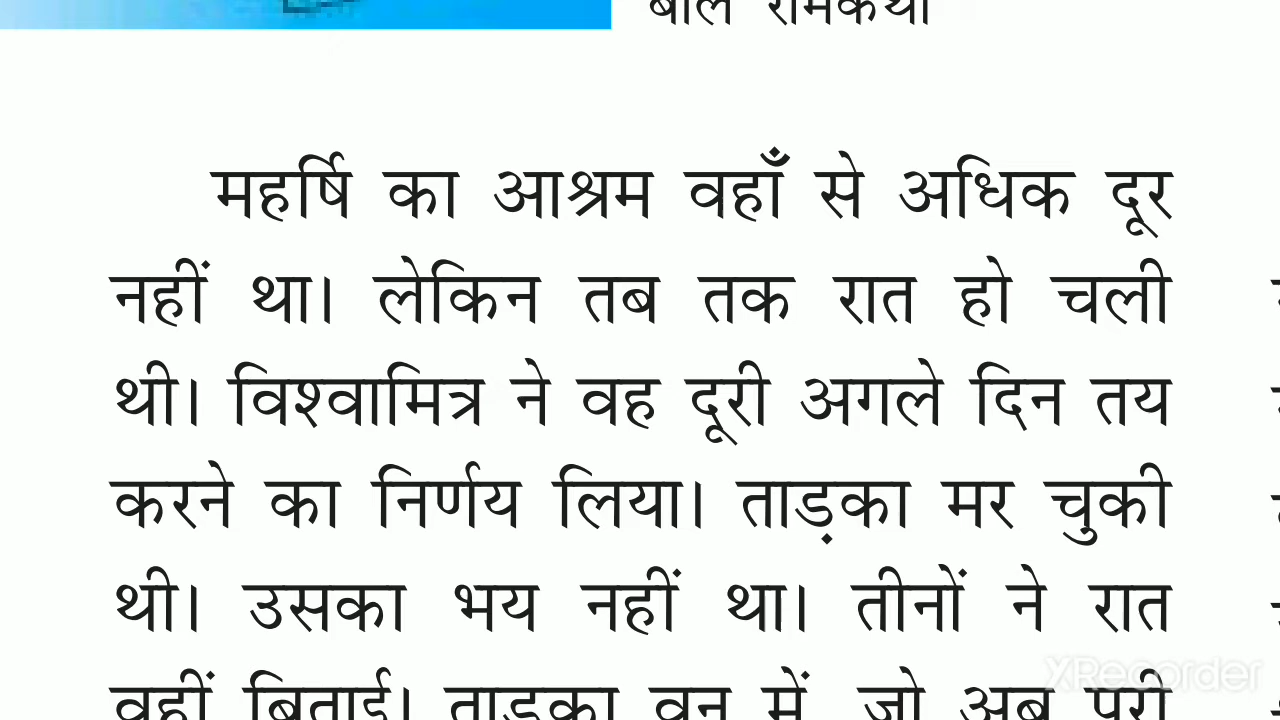 बाल रामकथा
महर्षि का आश्रम वहाँ से अधिक दूर
नहीं था। लेकिन तब तक रात हो चली
थी। विश्वामित्र ने वह दूरी अगले दिन तय
करने का निर्णय लिया। ताड़का मर चुकी
थी। उसका भय नहीं था। तीनों ने रात
वहीं बिताई। ताड़का वन में, जो अब पूरी
XRecorder